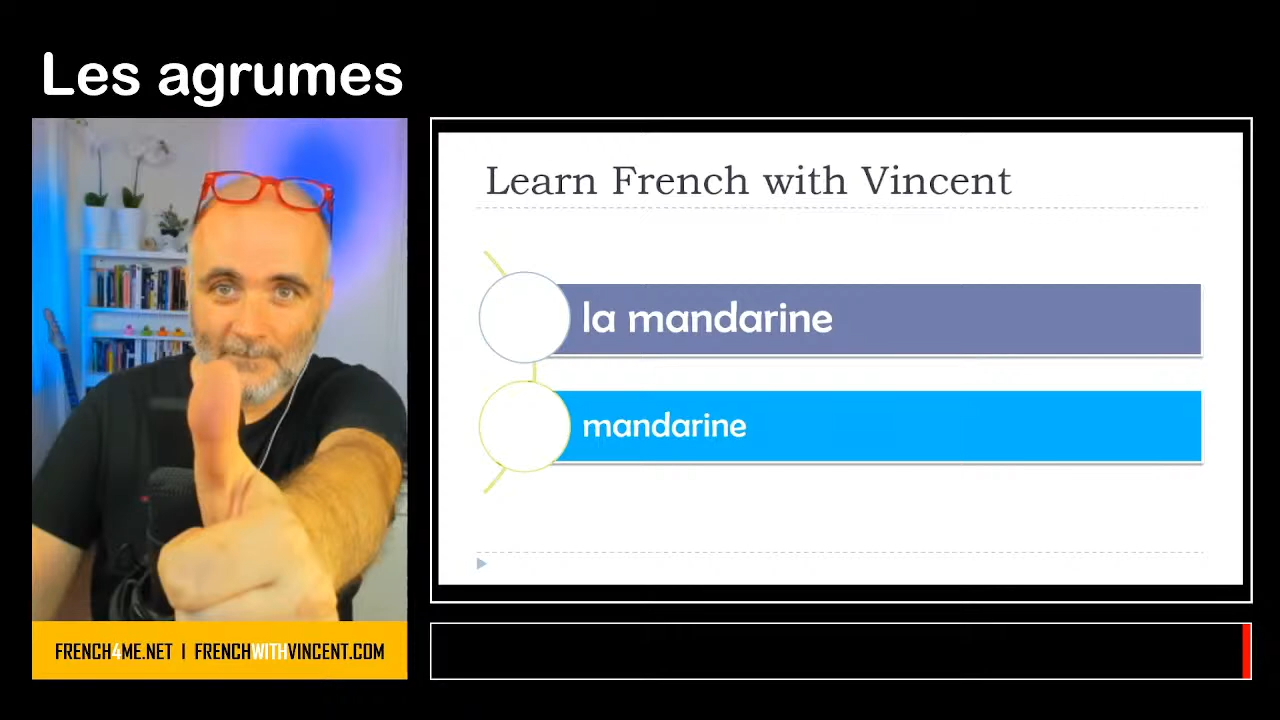 Les agrumes
Learn French with Vincent
la mandarine
mandarine
FRENCH4ME.NET | FRENCHWITHVINCENT.COM